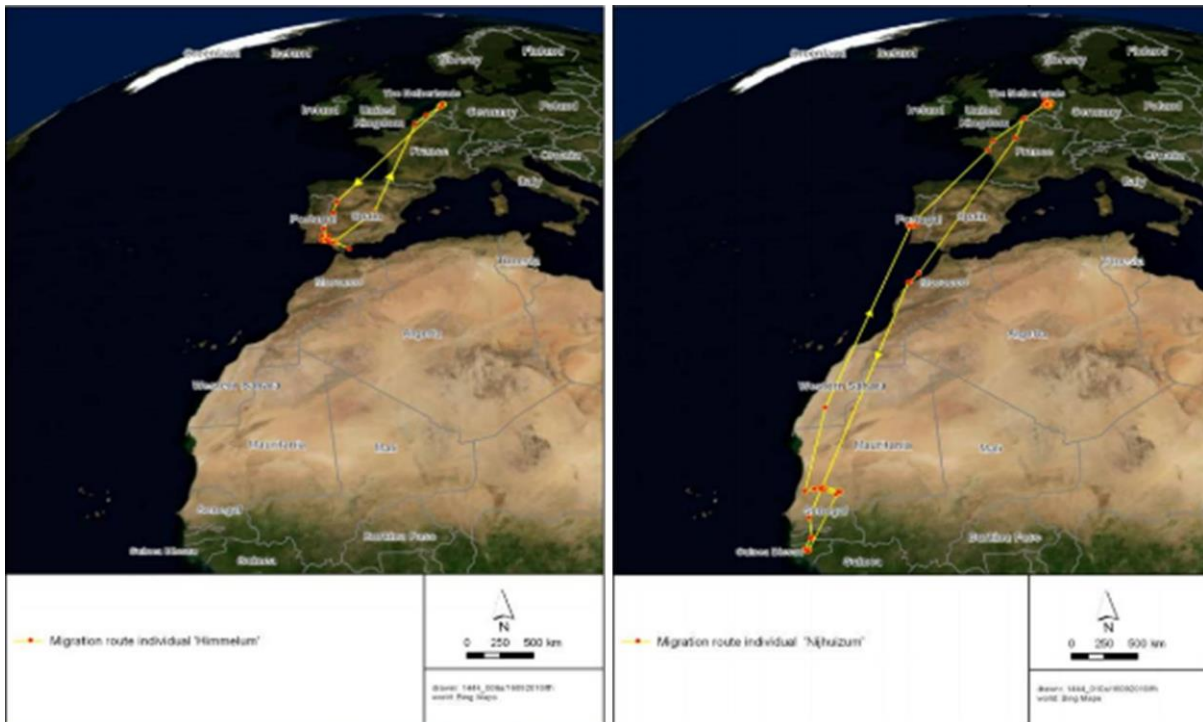 Greenland
Iceland
Norway
Finland
The Netherlands
Ireland
United
Kingdom
Germany
Poland
France
Croatia
Italy
Portugal
Spain
Tunisia
Morocco
Algeria
Western Sahara
Mauritania
Mali
Senegal
Burkina Faso
Guinea Bissau
Guinea
Migration route individual 'Himmelum'
N
0 250 500 km
world: Bing Maps
Greenland
Iceland
Norway
Finland
The Netherlands
Ireland
United
Kingdom
Germany
Poland
France
Croatia
Italy
Portugal
Spain
Tunisia
Morocco
Algeria
Western Sahara
Mauritania
Mali
Senegal
Burkina Faso
Guinea Bissau
Guinea
Migration route individual 'Nijhuizum'
N
0 250 500 km
world: Bing Maps